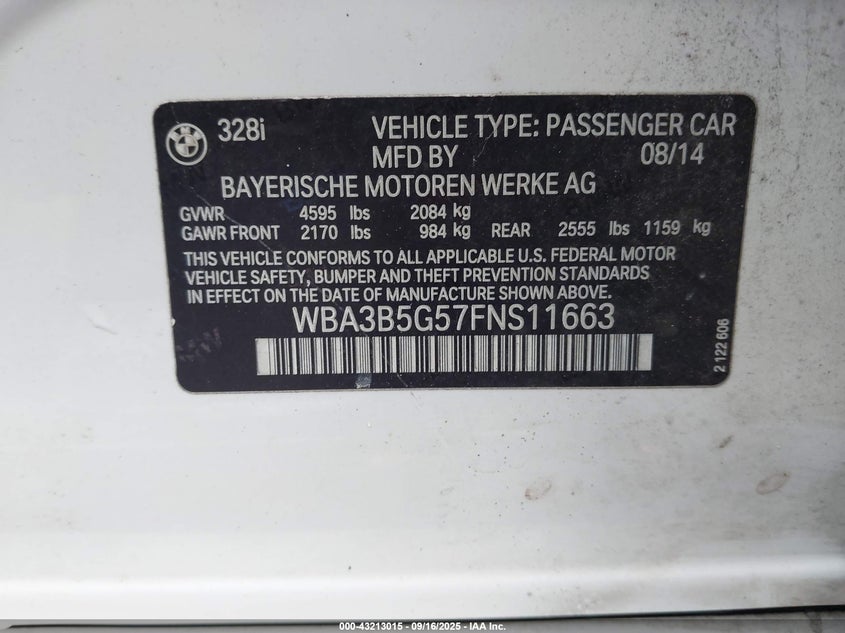 BMW
328i VEHICLE TYPE: PASSENGER CAR
MFD BY 08/14
BAYERISCHE MOTOREN WERKE AG
GVWR 4595 lbs 2084 kg
GAWR FRONT 2170 lbs 984 kg REAR 2555 lbs 1159 kg
THIS VEHICLE CONFORMS TO ALL APPLICABLE U.S. FEDERAL MOTOR
VEHICLE SAFETY, BUMPER AND THEFT PREVENTION STANDARDS
IN EFFECT ON THE DATE OF MANUFACTURE SHOWN ABOVE.
WBA3B5G57FNS11663
2 122 606
000-43213015 - 09/16/2025 - IAA Inc.